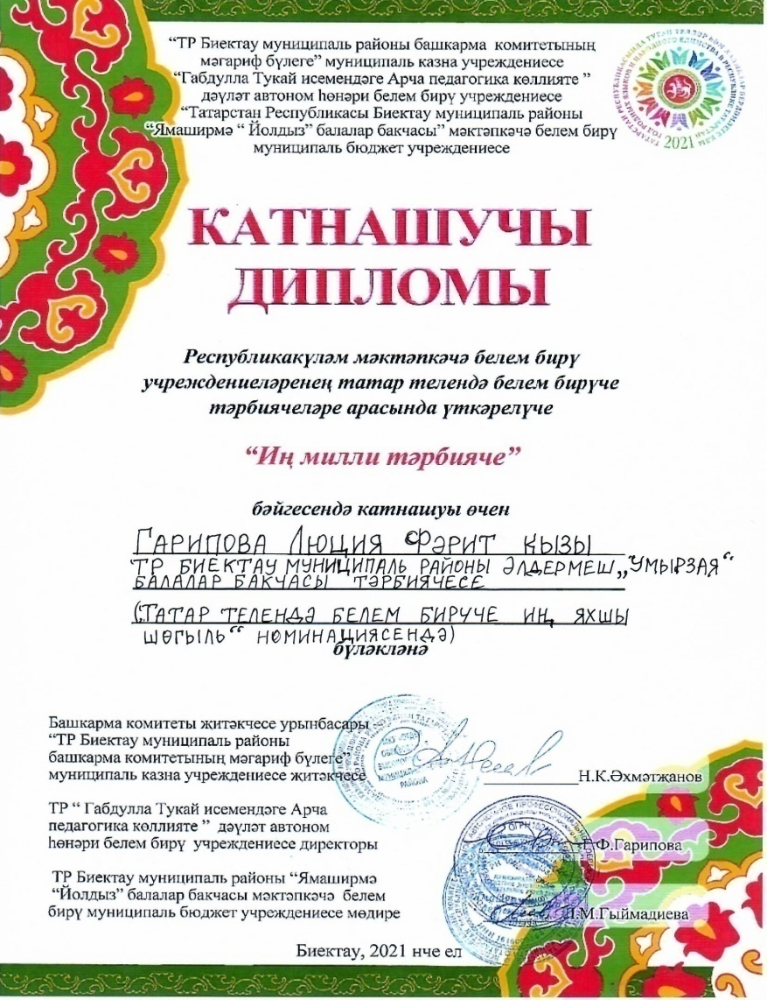 “ТР Биектау муниципаль районы башкарма комитетының
мәгариф бүлеге” муниципаль казна учреждениесе
“Габдулла Тукай исемендәге Арча педагогика көллияте ”
дәүләт автоном һөнәри белем бирү учреждениесе
“Татарстан Республикасы Биектау муниципаль районы
“Ямаширмә “ Йолдыз” балалар бакчасы” мәктәпкәчә белем бирү
муниципаль бюджет учреждениесе
2021
КАТНАШУЧЫ
ДИПЛОМЫ
Республикакүләм мәктәпкәчә белем бирү
учреждениеләренең татар телендә белем бирүче
тәрбиячеләре арасында үткәрелүче
“Иң милли тәрбияче”
бәйгесендә катнашуы өчен
ГАРИПОВА ЛЮЦИЯ ФӘРИТ КЫЗЫ
ТР БИЕКТАУ МУНИЦИПАЛЬ РАЙОНЫ ӘЛДЕРМЕШ „УМЫРЗАЯ“
БАЛАЛАР БАКЧАСЫ ТӘРБИЯЧЕСЕ
(„ТАТАР ТЕЛЕНДӘ БЕЛЕМ БИРҮЧЕ ИҢ ЯХШЫ
ШӨГЫЛЬ“ НОМИНАЦИЯСЕНДӘ)
бүләкләнә
Башкарма комитеты җитәкчесе урынбасары
“ТР Биектау муниципаль районы
башкарма комитетының мәгариф бүлеге”
муниципаль казна учреждениесе җитәкчесе Н.К.Әхмәтҗанов
ТР “ Габдулла Тукай исемендәге Арча
педагогика көллияте ” дәүләт автоном
һөнәри белем бирү учреждениесе директоры Ф.Гарипова
ТР Биектау муниципаль районы “Ямаширмә
“Йолдыз” балалар бакчасы мәктәпкәчә белем
бирү муниципаль бюджет учреждениесе мөдире М.Гыймадиева
Биектау, 2021 нче ел